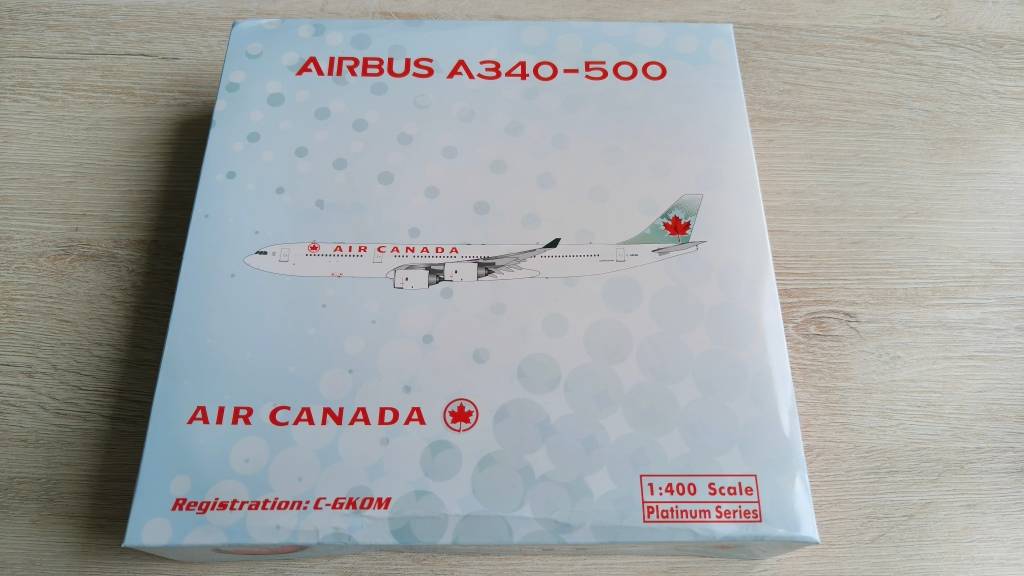 AIRBUS A340-500
AIR CANADA
AIR CANADA
Registration: C-GKOM
1:400 Scale
Platinum Series